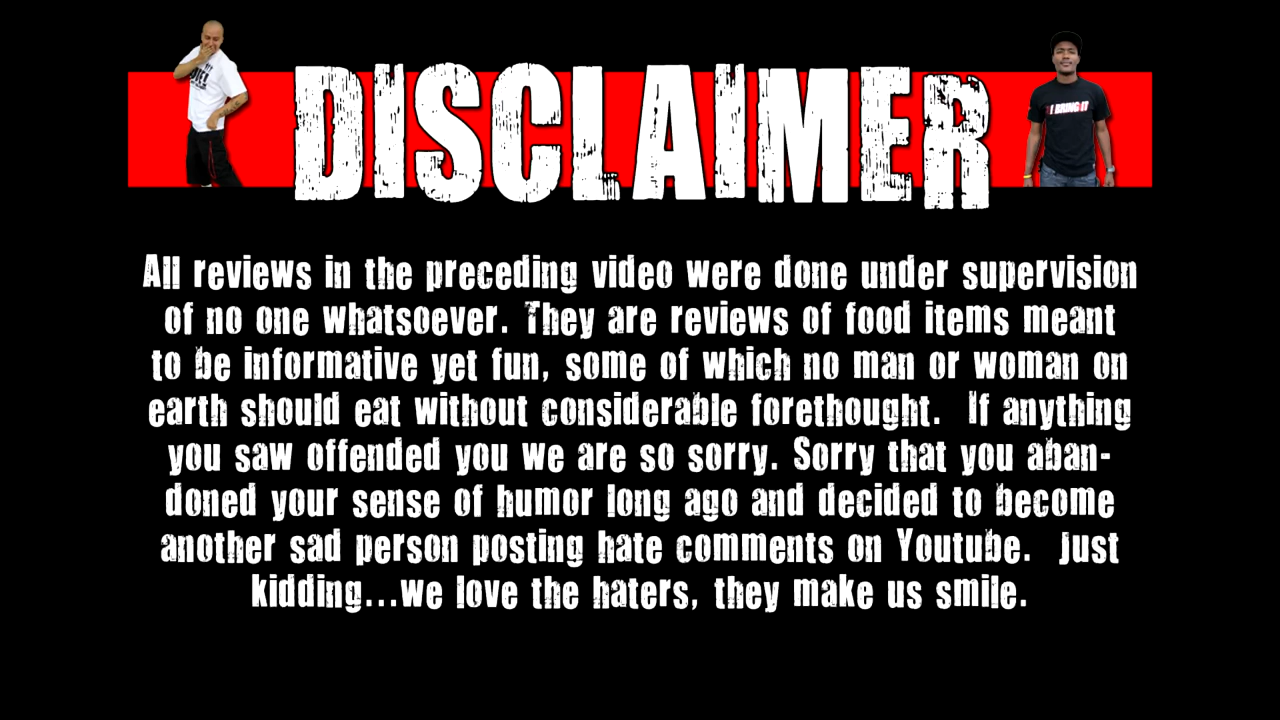 DISCLAIMER
I BRING IT
All reviews in the preceding video were done under supervision
of no one whatsoever. They are reviews of food items meant
to be informative yet fun, some of which no man or woman on
earth should eat without considerable forethought. If anything
you saw offended you we are so sorry. Sorry that you aban-
doned your sense of humor long ago and decided to become
another sad person posting hate comments on Youtube. Just
kidding...we love the haters, they make us smile.